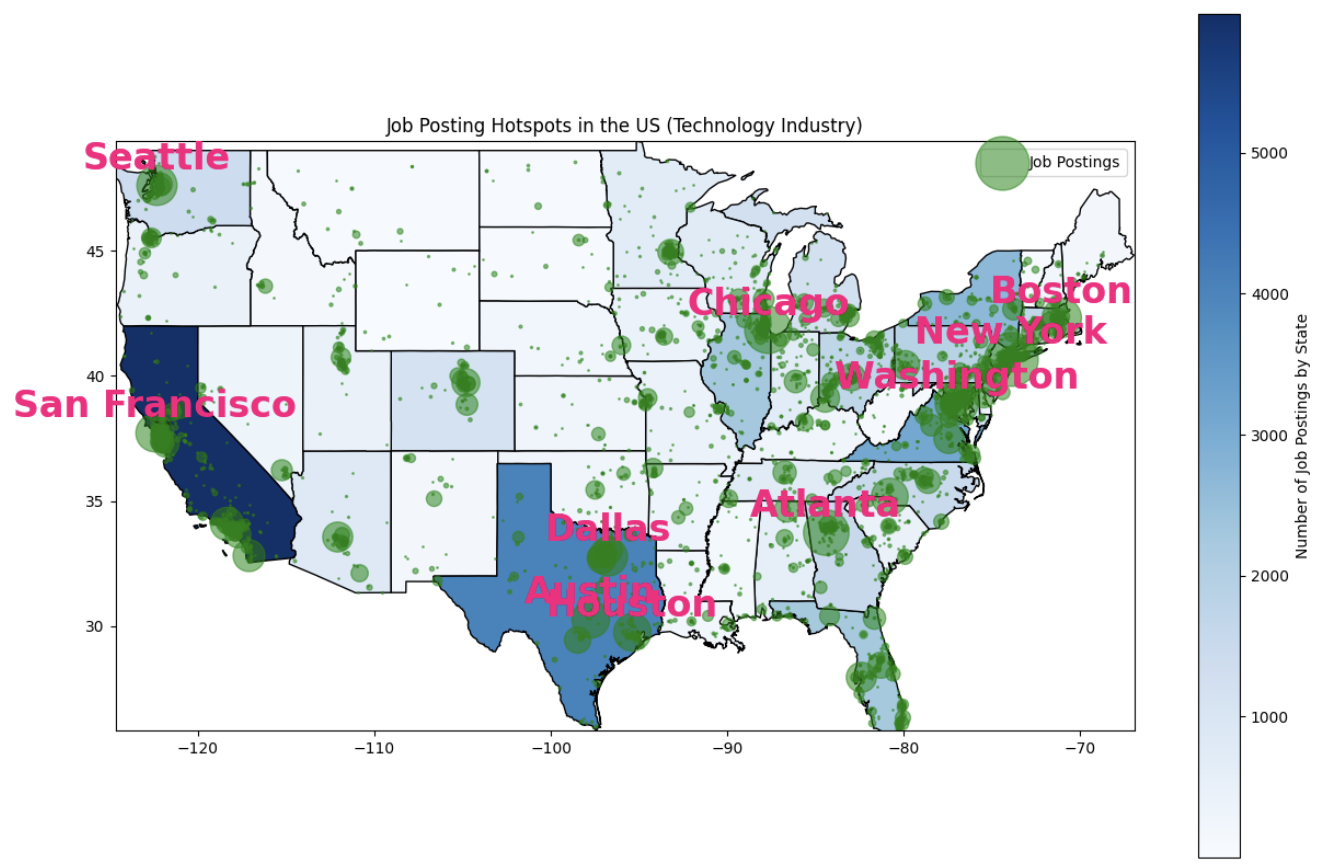 Job Posting Hotspots in the US (Technology Industry)
Job Postings
Seattle
Chicago
Boston
New York
Washington
San Francisco
Atlanta
Dallas
Austin
Houston
45
40
35
30
−120
−110
−100
−90
−80
−70
5000
4000
3000
2000
1000
Number of Job Postings by State